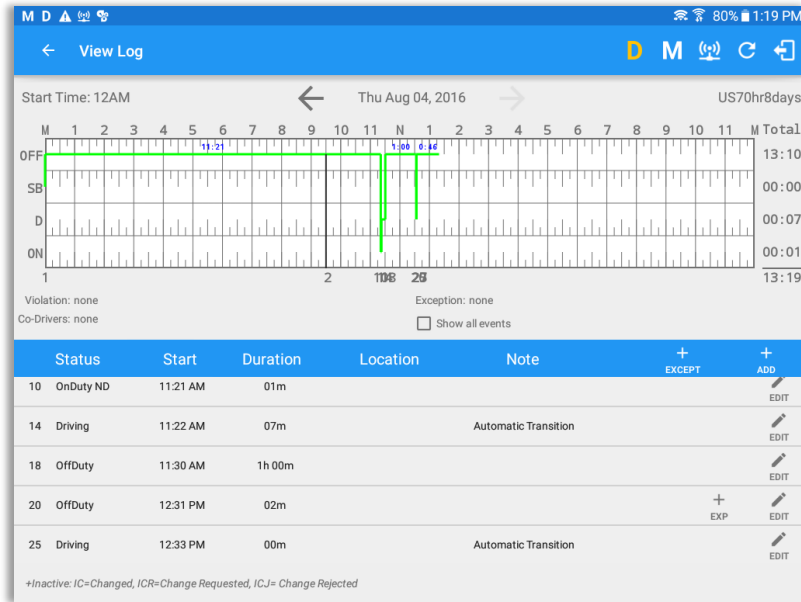 M D 80% 1:19 PM
View Log D M
Start Time: 12AM Thu Aug 04, 2016 US70hr8days
M 1 2 3 4 5 6 7 8 9 10 11 N 1 2 3 4 5 6 7 8 9 10 11 M Total
OFF 11:21 1:00 0:46 13:10
SB 00:00
D 00:07
ON 00:01
1 2 13:19
Violation: none Exception: none
Co-Drivers: none Show all events
Status Start Duration Location Note + EXCEPT + ADD
10 OnDuty ND 11:21 AM 01m EDIT
14 Driving 11:22 AM 07m Automatic Transition EDIT
18 OffDuty 11:30 AM 1h 00m EDIT
20 OffDuty 12:31 PM 02m + EXP EDIT
25 Driving 12:33 PM 00m Automatic Transition EDIT
+Inactive: IC=Changed, ICR=Change Requested, ICJ= Change Rejected